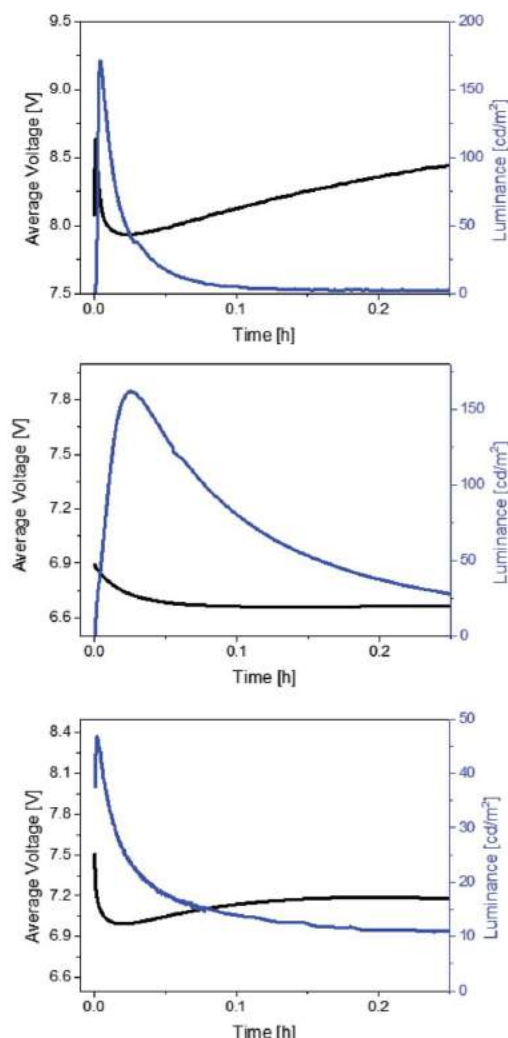 9.5
9.0
8.5
8.0
7.5
Average Voltage [V]
200
150
100
50
0
Luminance [cd/m²]
0.0 0.1 0.2
Time [h]
7.8
7.5
7.2
6.9
6.6
Average Voltage [V]
150
100
50
0
Luminance [cd/m²]
0.0 0.1 0.2
Time [h]
8.4
8.1
7.8
7.5
7.2
6.9
6.6
Average Voltage [V]
50
40
30
20
10
0
Luminance [cd/m²]
0.0 0.1 0.2
Time [h]